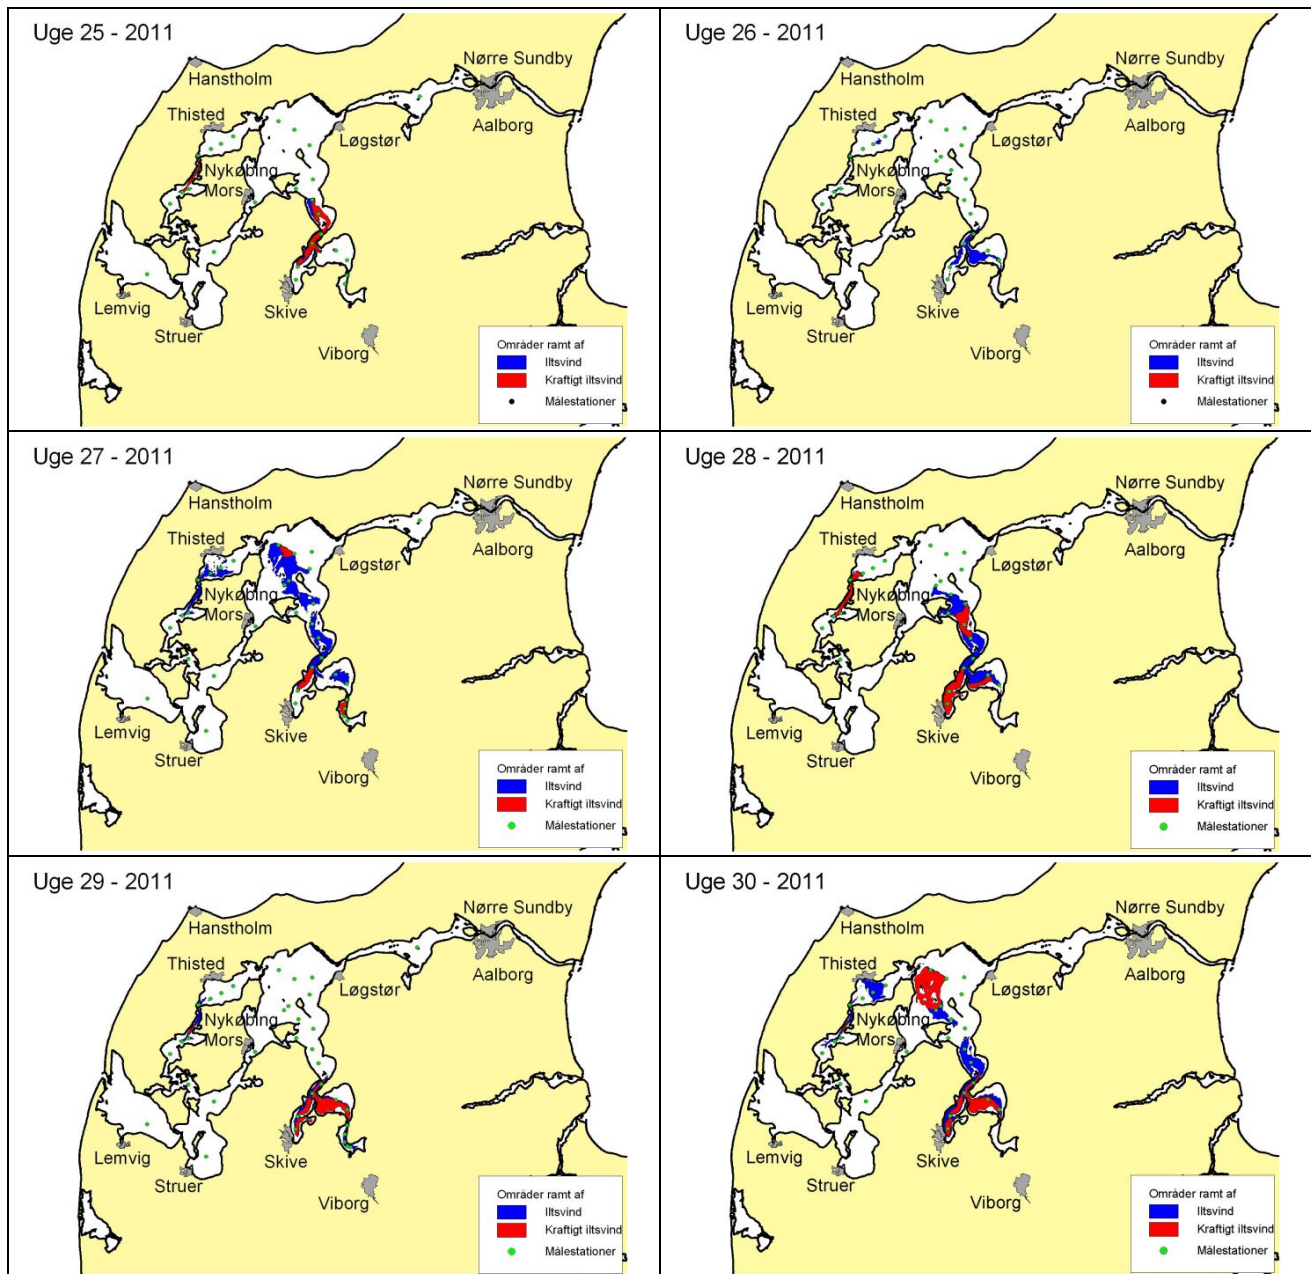 Uge 25 - 2011
Hanstholm
Nørre Sundby
Thisted
Aalborg
Løgstør
Nykøbing
Mors
Lemvig
Skive
Struer
Viborg
Områder ramt af
Iltsvind
Kraftigt iltsvind
Målestationer
Uge 26 - 2011
Hanstholm
Nørre Sundby
Thisted
Aalborg
Løgstør
Nykøbing
Mors
Lemvig
Skive
Struer
Viborg
Områder ramt af
Iltsvind
Kraftigt iltsvind
Målestationer
Uge 27 - 2011
Hanstholm
Nørre Sundby
Thisted
Aalborg
Løgstør
Nykøbing
Mors
Lemvig
Skive
Struer
Viborg
Områder ramt af
Iltsvind
Kraftigt iltsvind
Målestationer
Uge 28 - 2011
Hanstholm
Nørre Sundby
Thisted
Aalborg
Løgstør
Nykøbing
Mors
Lemvig
Skive
Struer
Viborg
Områder ramt af
Iltsvind
Kraftigt iltsvind
Målestationer
Uge 29 - 2011
Hanstholm
Nørre Sundby
Thisted
Aalborg
Løgstør
Nykøbing
Mors
Lemvig
Skive
Struer
Viborg
Områder ramt af
Iltsvind
Kraftigt iltsvind
Målestationer
Uge 30 - 2011
Hanstholm
Nørre Sundby
Thisted
Aalborg
Løgstør
Nykøbing
Mors
Lemvig
Skive
Struer
Viborg
Områder ramt af
Iltsvind
Kraftigt iltsvind
Målestationer